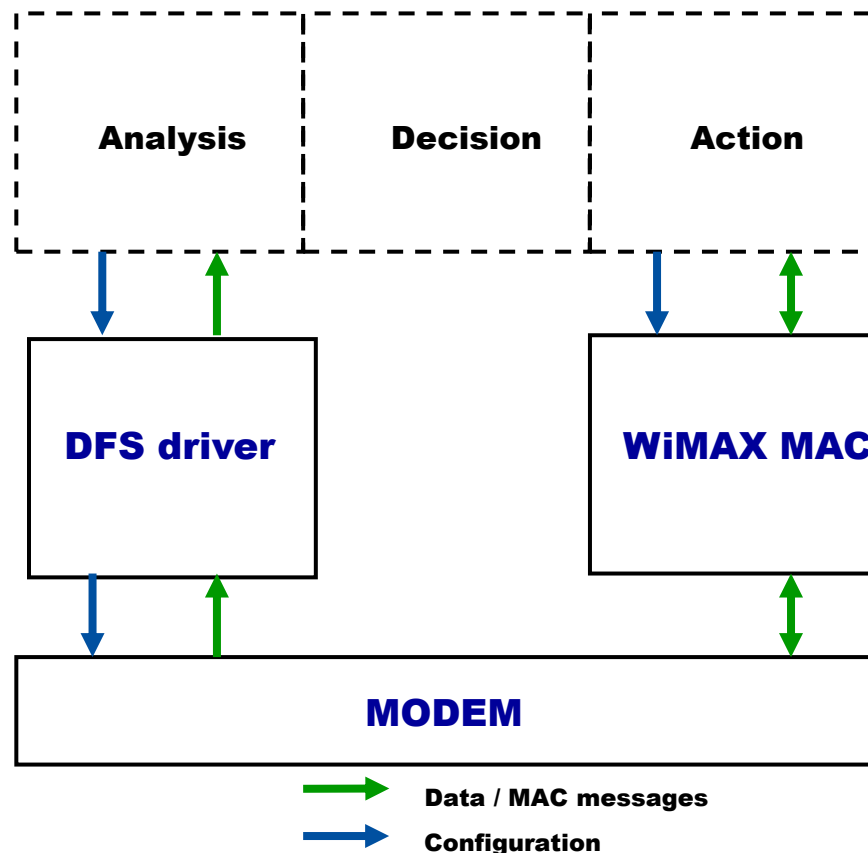 Analysis
Decision
Action
DFS driver
WiMAX MAC
MODEM
Data / MAC messages
Configuration